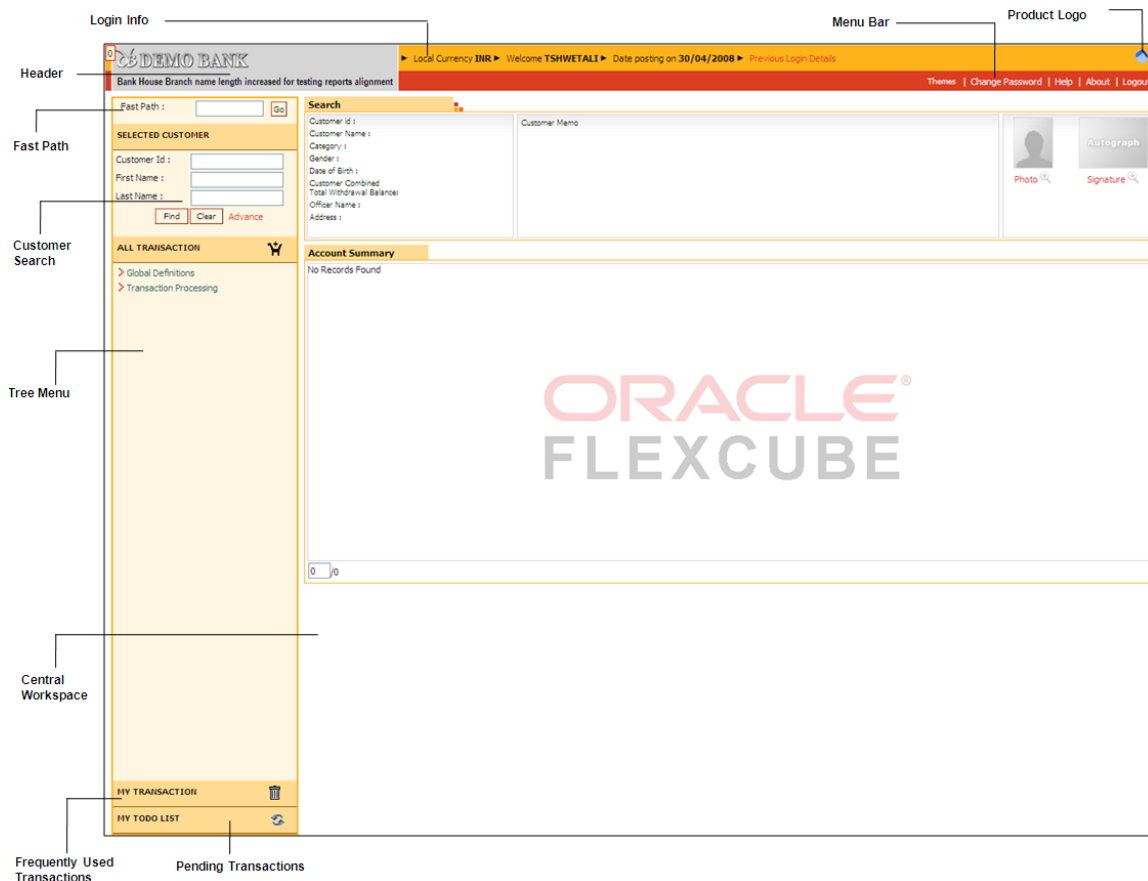 Login Info
Menu Bar
Product Logo
Header
0
CB DEMO BANK
Bank House Branch name length increased for testing reports alignment
Local Currency INR Welcome TSHWETALI Date posting on 30/04/2008 Previous Login Details
Themes | Change Password | Help | About | Logout
Fast Path
Fast Path :
Go
SELECTED CUSTOMER
Customer Id :
First Name :
Last Name :
Find Clear Advance
Customer
Search
ALL TRANSACTION
Global Definitions
Transaction Processing
Tree Menu
Search
Customer Id :
Customer Name :
Category :
Gender :
Date of Birth :
Customer Combined
Total Withdrawal Balance:
Officer Name :
Address :
Customer Memo
Photo
Autograph
Signature
Account Summary
No Records Found
ORACLE®
FLEXCUBE
0 /0
Central
Workspace
MY TRANSACTION
MY TODO LIST
Frequently Used
Transactions
Pending Transactions